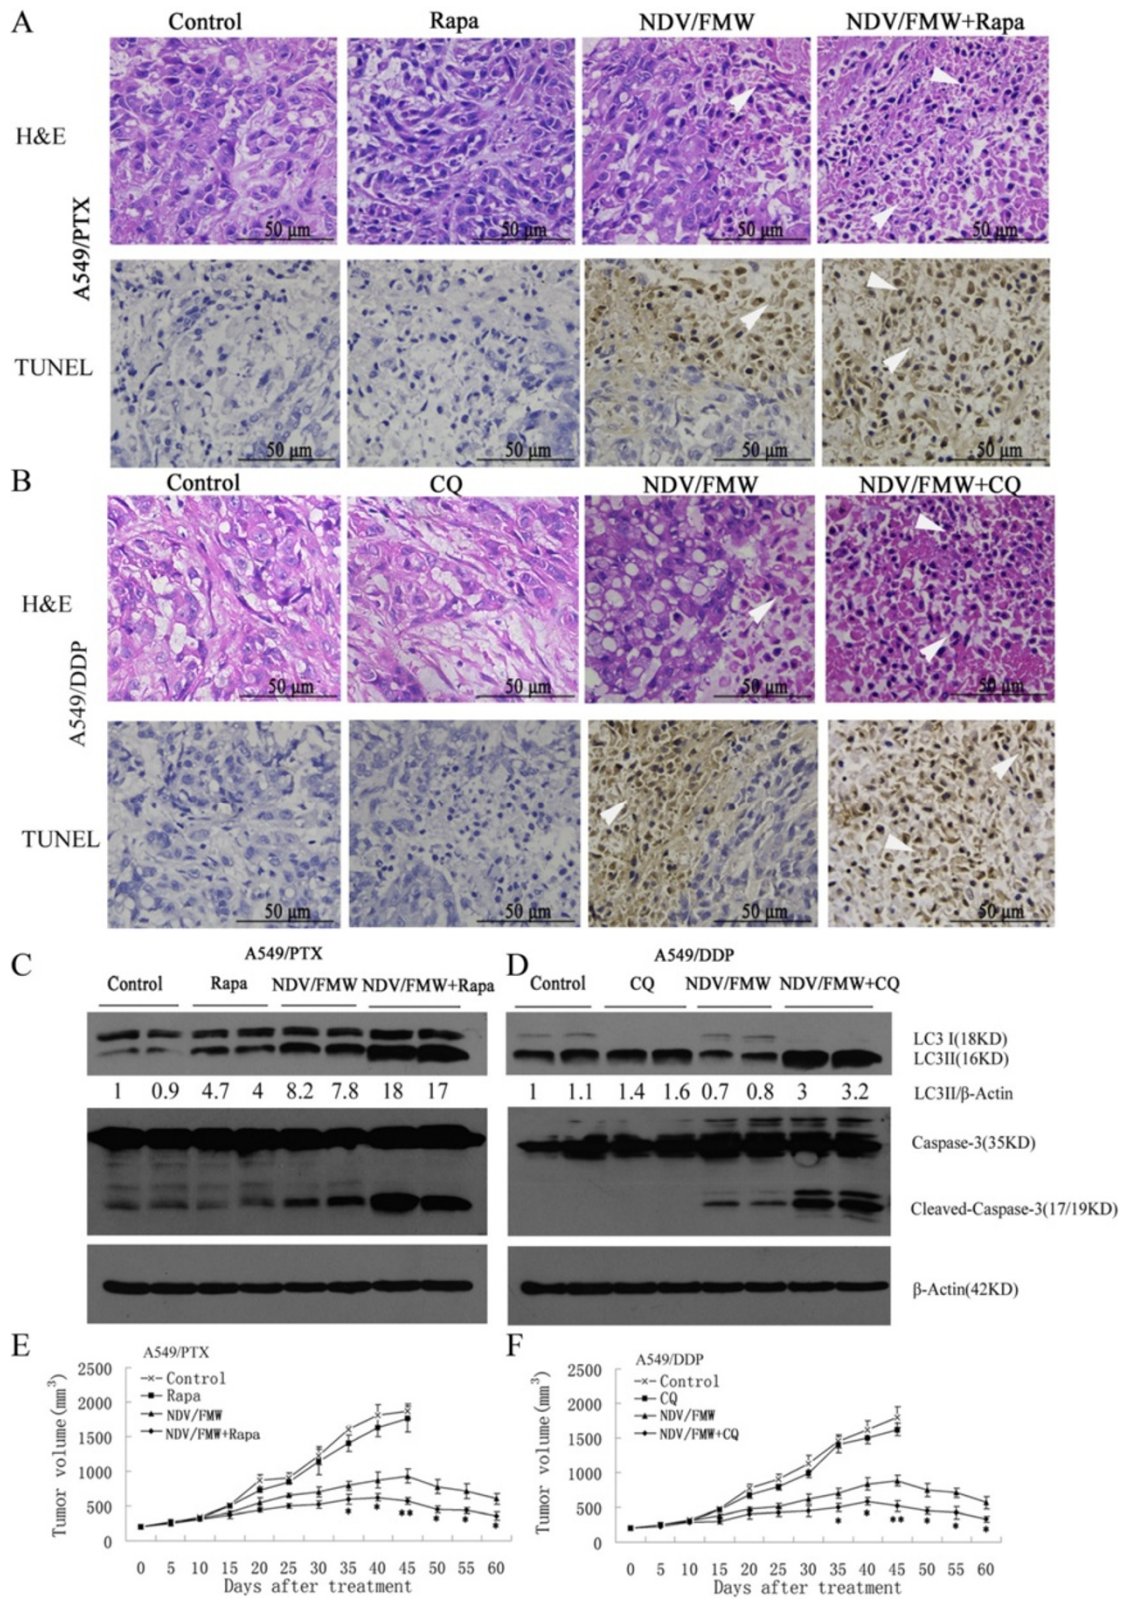 A
Control Rapa NDV/FMW NDV/FMW+Rapa
H&E
50 μm 50 μm 50 μm 50 μm
A549/PTX
TUNEL
50 μm 50 μm 50 μm 50 μm
B
Control CQ NDV/FMW NDV/FMW+CQ
H&E
50 μm 50 μm 50 μm 50 μm
A549/DDP
TUNEL
50 μm 50 μm 50 μm 50 μm
C
A549/PTX
Control Rapa NDV/FMW NDV/FMW+Rapa
1 0.9 4.7 4 8.2 7.8 18 17
D
A549/DDP
Control CQ NDV/FMW NDV/FMW+CQ
LC3 I(18KD)
LC3II(16KD)
1 1.1 1.4 1.6 0.7 0.8 3 3.2 LC3II/β-Actin
Caspase-3(35KD)
Cleaved-Caspase-3(17/19KD)
β-Actin(42KD)
E
A549/PTX
Control
Rapa
NDV/FMW
NDV/FMW+Rapa
Tumor volume(mm³)
2500
2000
1500
1000
500
0
* * ** * * *
0 5 10 15 20 25 30 35 40 45 50 55 60
Days after treatment
F
A549/DDP
Control
CQ
NDV/FMW
NDV/FMW+CQ
Tumor volume(mm³)
2500
2000
1500
1000
500
0
* * ** * * *
0 5 10 15 20 25 30 35 40 45 50 55 60
Days after treatment